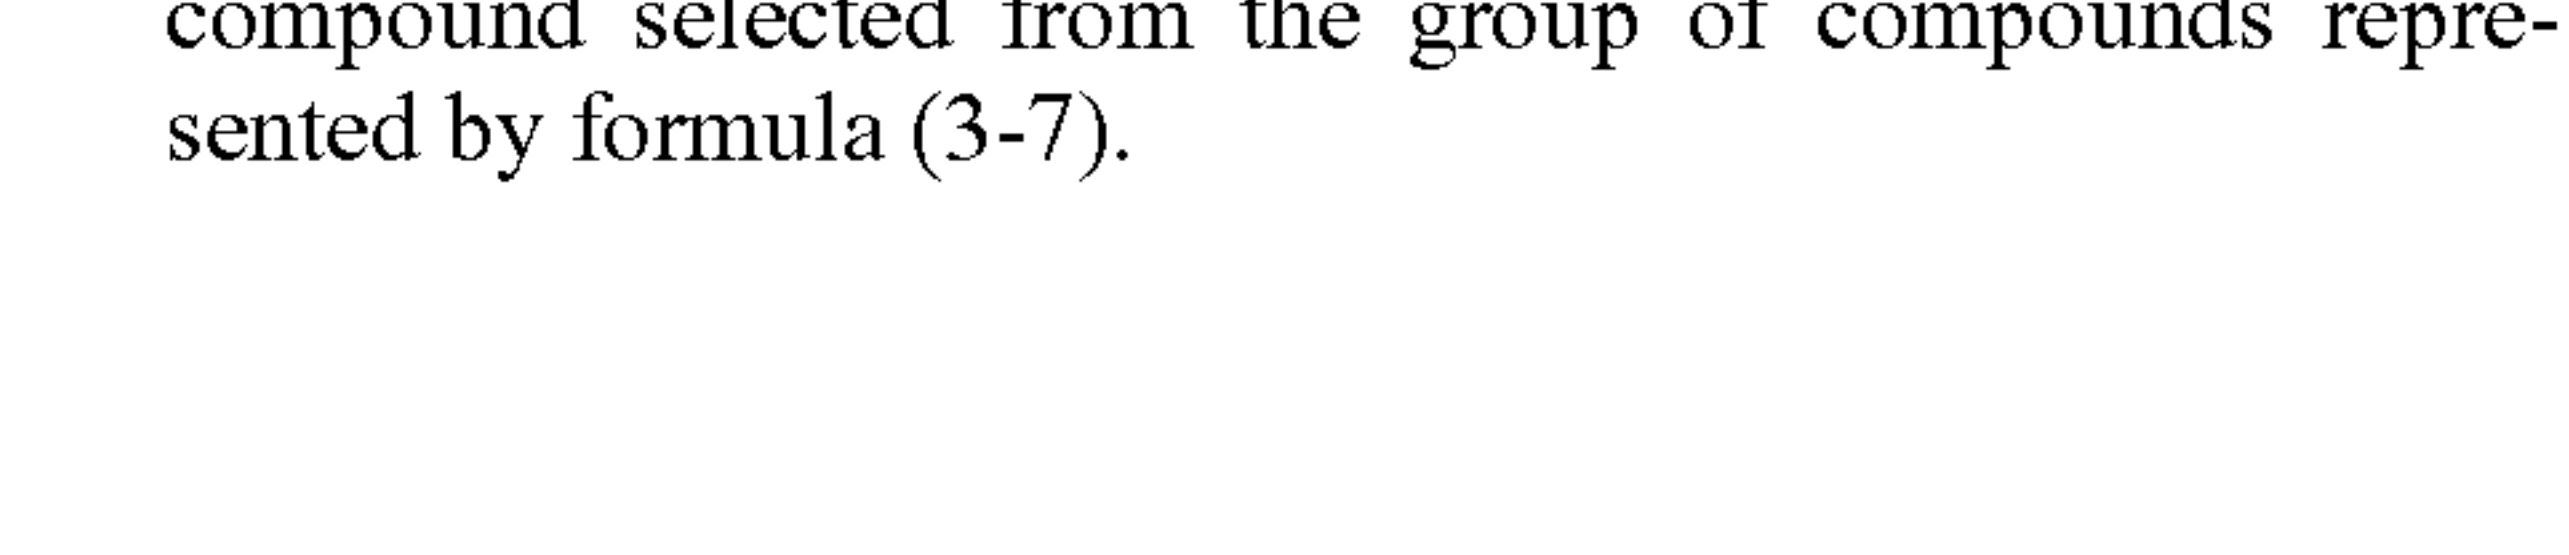 compound selected from the group of compounds repre-
sented by formula (3-7).